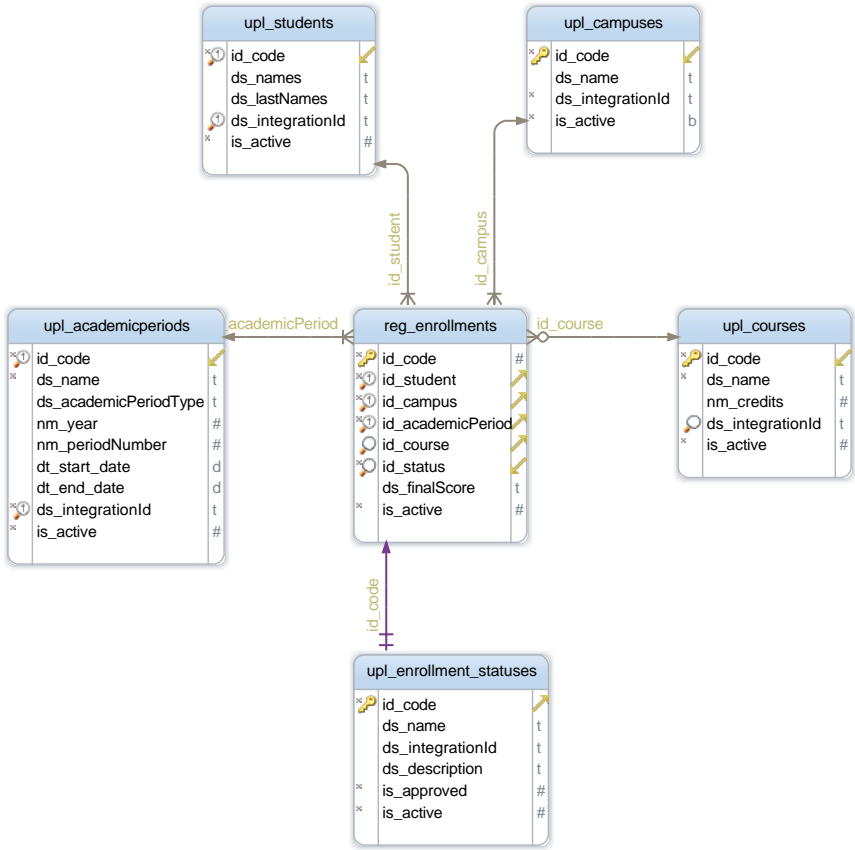 upl_students
id_code
ds_names t
ds_lastNames t
ds_integrationId t
is_active #
upl_campuses
id_code
ds_name t
ds_integrationId t
is_active b
id_student
id_campus
upl_academicperiods
id_code
ds_name t
ds_academicPeriodType t
nm_year #
nm_periodNumber #
dt_start_date d
dt_end_date d
ds_integrationId t
is_active #
_academicPeriod
reg_enrollments
id_code #
id_student
id_campus
id_academicPeriod
id_course
id_status
ds_finalScore t
is_active #
id_course
upl_courses
id_code
ds_name t
nm_credits #
ds_integrationId t
is_active #
id_code
upl_enrollment_statuses
id_code
ds_name t
ds_integrationId t
ds_description t
is_approved #
is_active #